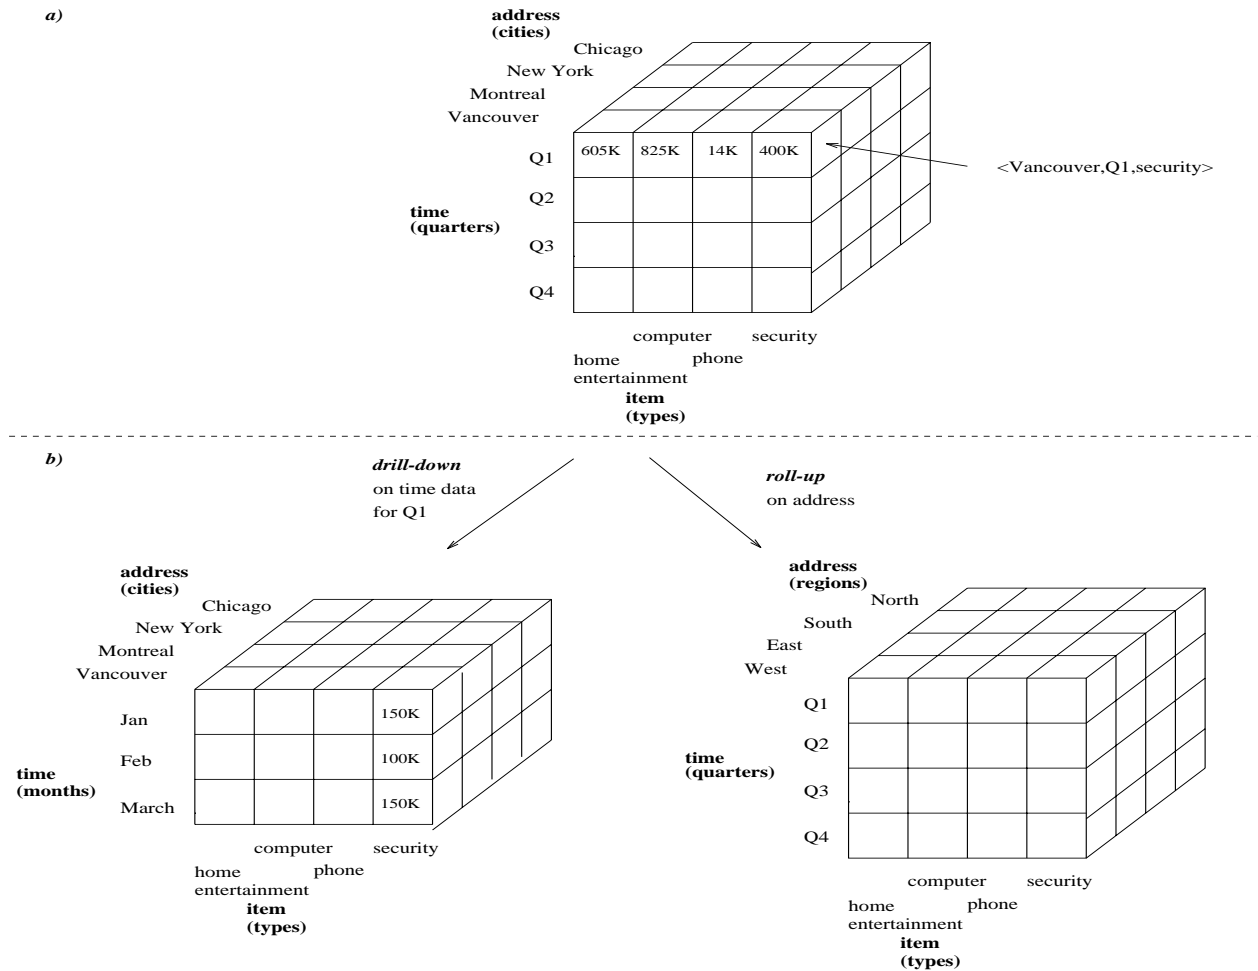 a)
address
(cities)
Chicago
New York
Montreal
Vancouver
Q1
605K
825K
14K
400K
<Vancouver,Q1,security>
Q2
time
(quarters)
Q3
Q4
computer
security
home
phone
entertainment
item
(types)
b)
drill-down
on time data
for Q1
roll-up
on address
address
(cities)
Chicago
New York
Montreal
Vancouver
Jan
150K
Feb
100K
time
(months)
March
150K
computer
security
home
phone
entertainment
item
(types)
address
(regions)
North
South
East
West
Q1
Q2
time
(quarters)
Q3
Q4
computer
security
home
phone
entertainment
item
(types)